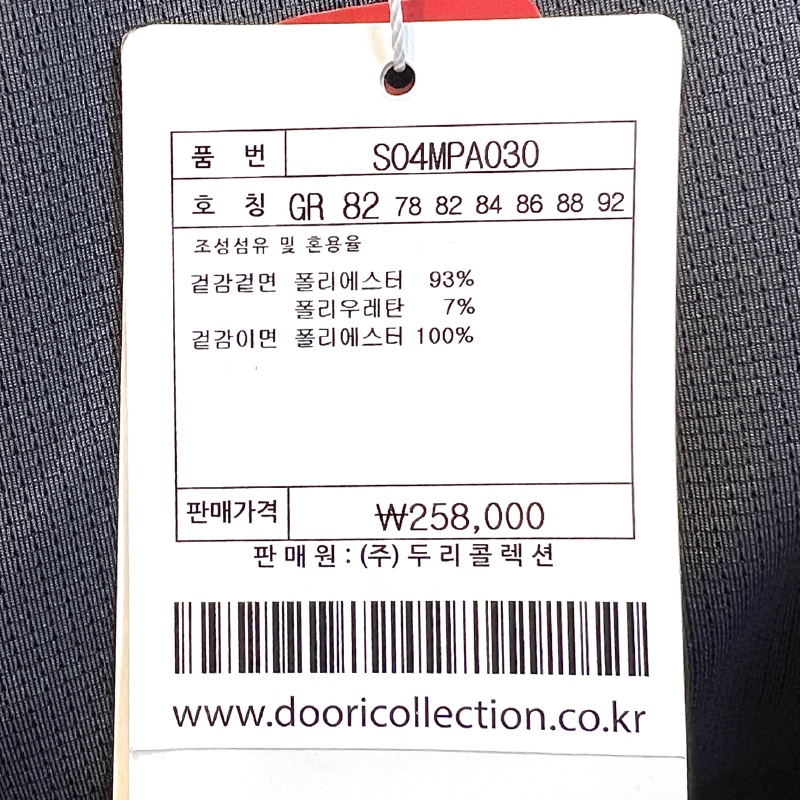 품 번 S04MPA030
호 칭 GR 82 78 82 84 86 88 92
조성섬유 및 혼용율
겉감겉면 폴리에스터 93%
폴리우레탄 7%
겉감이면 폴리에스터 100%
판매가격 ₩258,000
판매원 : (주)두리콜렉션
www.dooricollection.co.kr